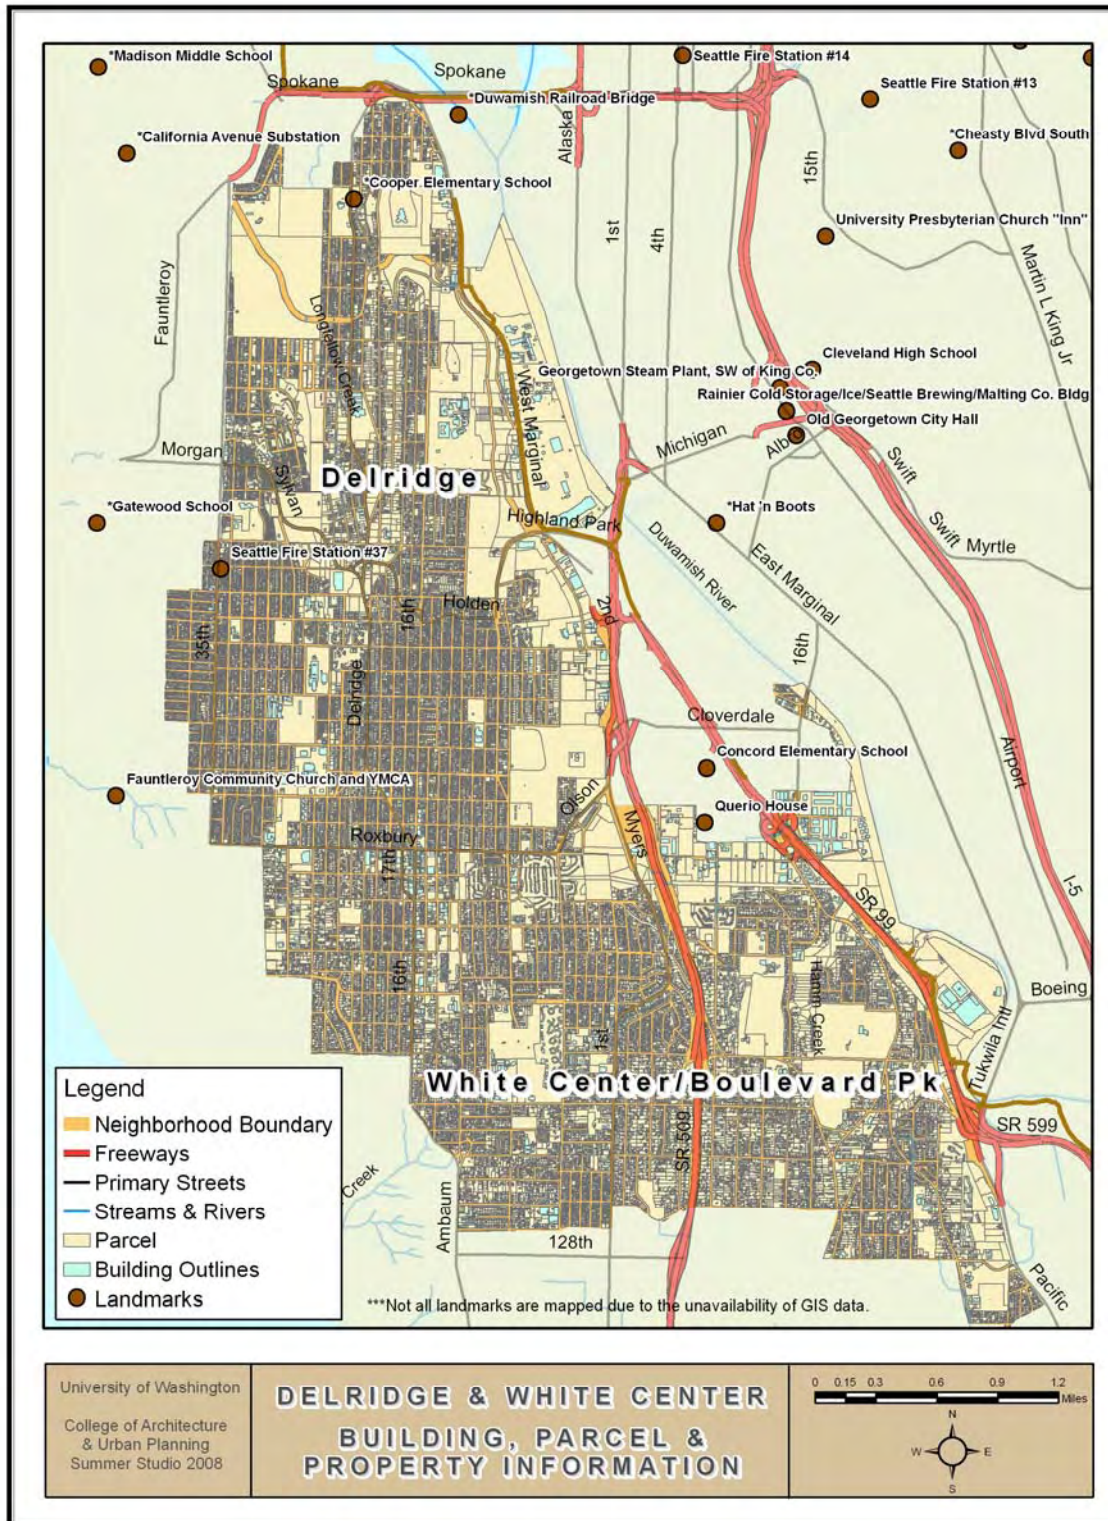 *Madison Middle School
Spokane
Spokane
Seattle Fire Station #14
Seattle Fire Station #13
*Duwamish Railroad Bridge
*California Avenue Substation
Alaska
*Cheasty Blvd South
15th
*Cooper Elementary School
University Presbyterian Church "Inn"
1st
4th
Martin L King Jr
Fauntleroy
Longfellow Creek
Cleveland High School
Georgetown Steam Plant, SW of King Co.
West Marginal
Rainier Cold Storage/Ice/Seattle Brewing/Malting Co. Bldg
Old Georgetown City Hall
Michigan
Swift
Morgan
Sylvan
Delridge
*Gatewood School
Highland Park
*Hat 'n Boots
Swift
Myrtle
Seattle Fire Station #37
Duwamish River
East Marginal
Holden
16th
2nd
35th
16th
Delridge
Cloverdale
Airport
Concord Elementary School
Fauntleroy Community Church and YMCA
Olson
Querio House
Myers
Roxbury
17th
I-5
SR 99
16th
Hamm Creek
Boeing
1st
Tukwila Intl
White Center/Boulevard Pk
SR 509
SR 599
Creek
Ambaum
128th
Pacific
Legend
Neighborhood Boundary
Freeways
Primary Streets
Streams & Rivers
Parcel
Building Outlines
Landmarks
***Not all landmarks are mapped due to the unavailability of GIS data.
University of Washington
College of Architecture
& Urban Planning
Summer Studio 2008
DELRIDGE & WHITE CENTER
BUILDING, PARCEL &
PROPERTY INFORMATION
0 0.15 0.3 0.6 0.9 1.2
Miles
N
W E
S